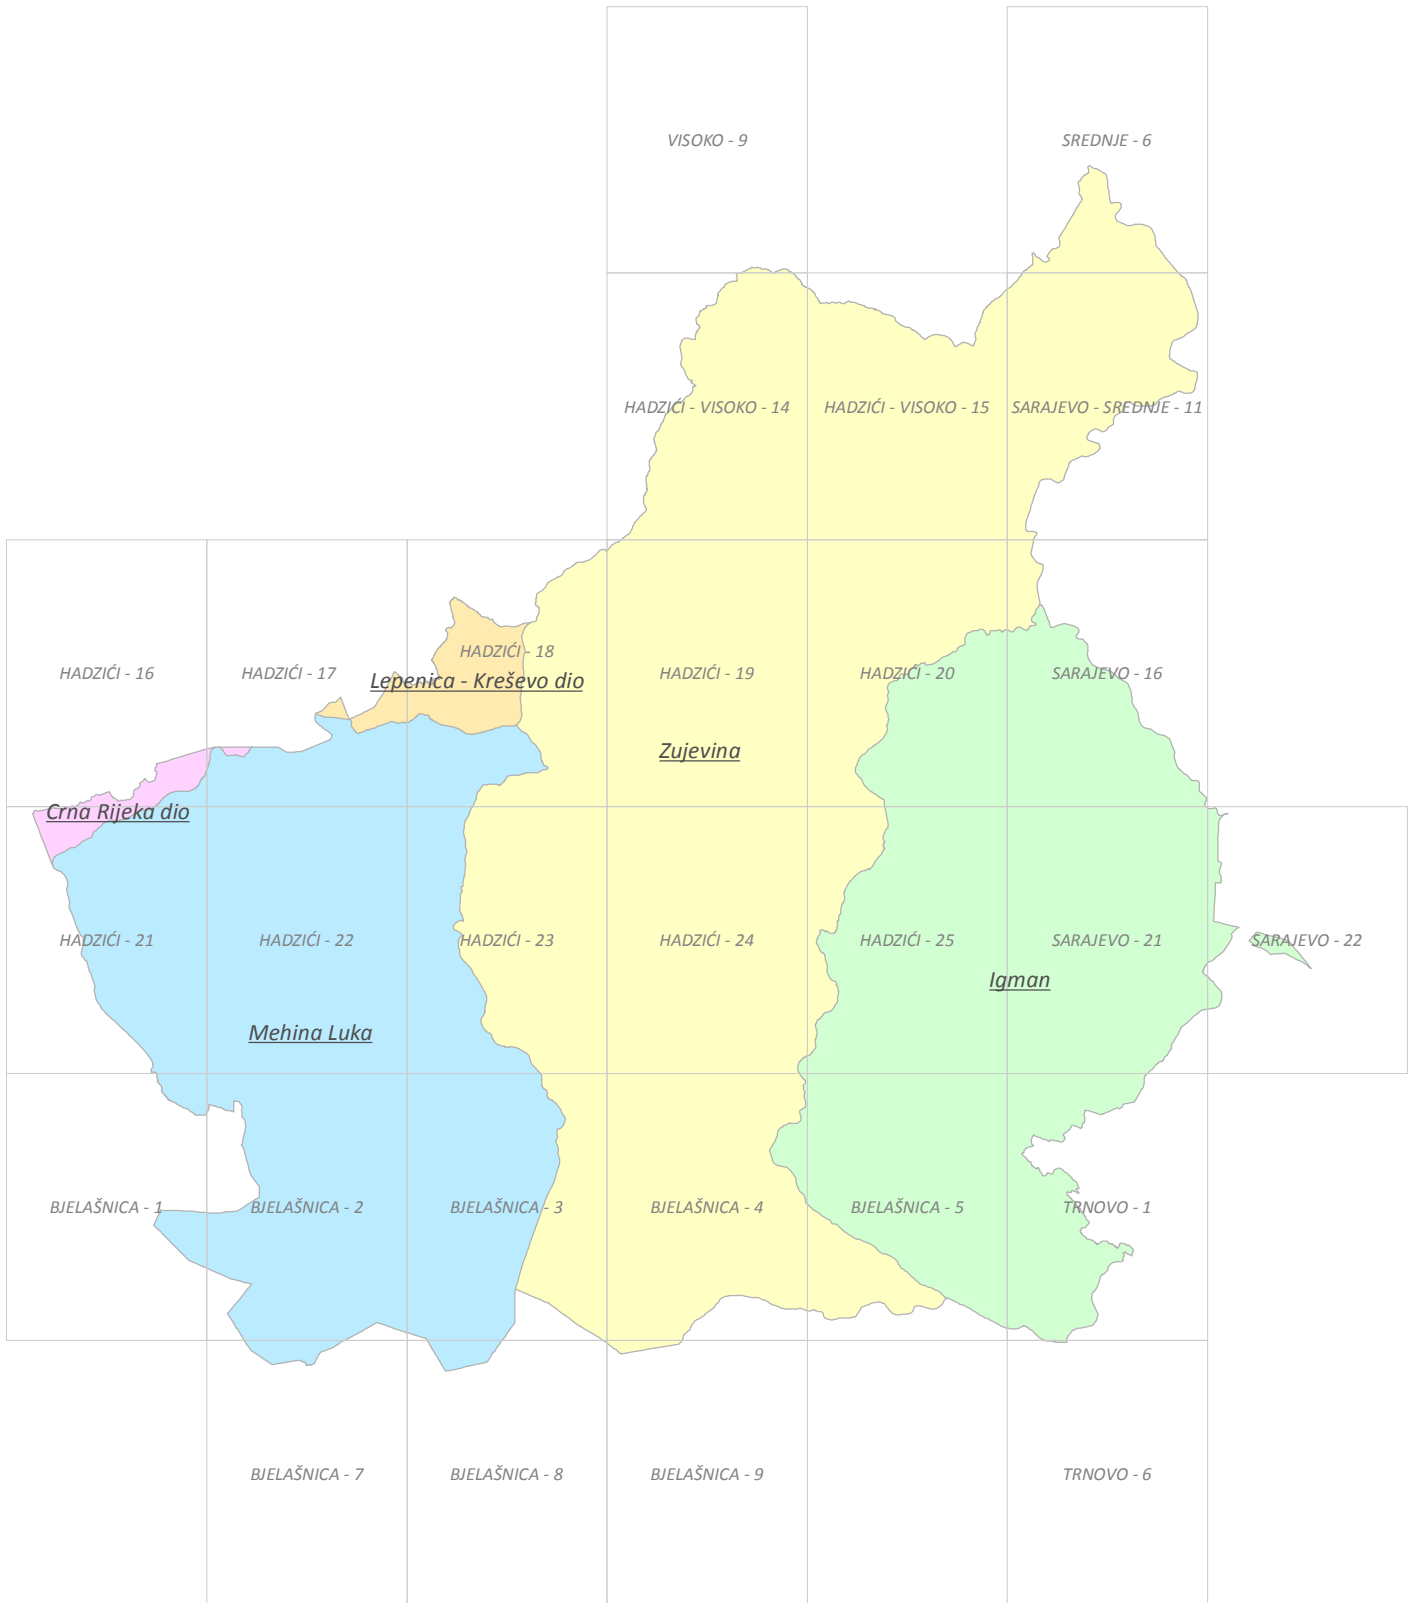 VISOKO - 9
SREDNJE - 6
HADZIĆI - VISOKO - 14
HADZIĆI - VISOKO - 15
SARAJEVO - SREDNJE - 11
HADZIĆI - 16
HADZIĆI - 17
HADZIĆI - 18
Lepenica - Kreševo dio
HADZIĆI - 19
HADZIĆI - 20
SARAJEVO - 16
Zujevina
Crna Rijeka dio
HADZIĆI - 21
HADZIĆI - 22
HADZIĆI - 23
HADZIĆI - 24
HADZIĆI - 25
SARAJEVO - 21
SARAJEVO - 22
Igman
Mehina Luka
BJELAŠNICA - 1
BJELAŠNICA - 2
BJELAŠNICA - 3
BJELAŠNICA - 4
BJELAŠNICA - 5
TRNOVO - 1
BJELAŠNICA - 7
BJELAŠNICA - 8
BJELAŠNICA - 9
TRNOVO - 6